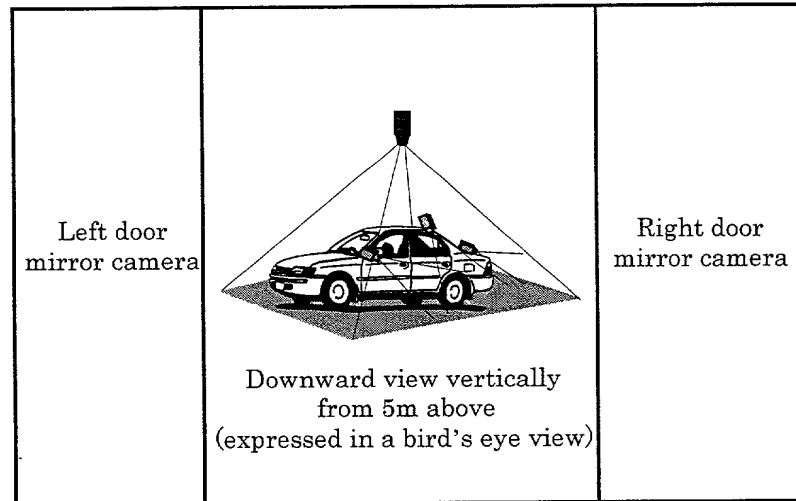 Left door
mirror camera
Downward view vertically
from 5m above
(expressed in a bird's eye view)
Right door
mirror camera